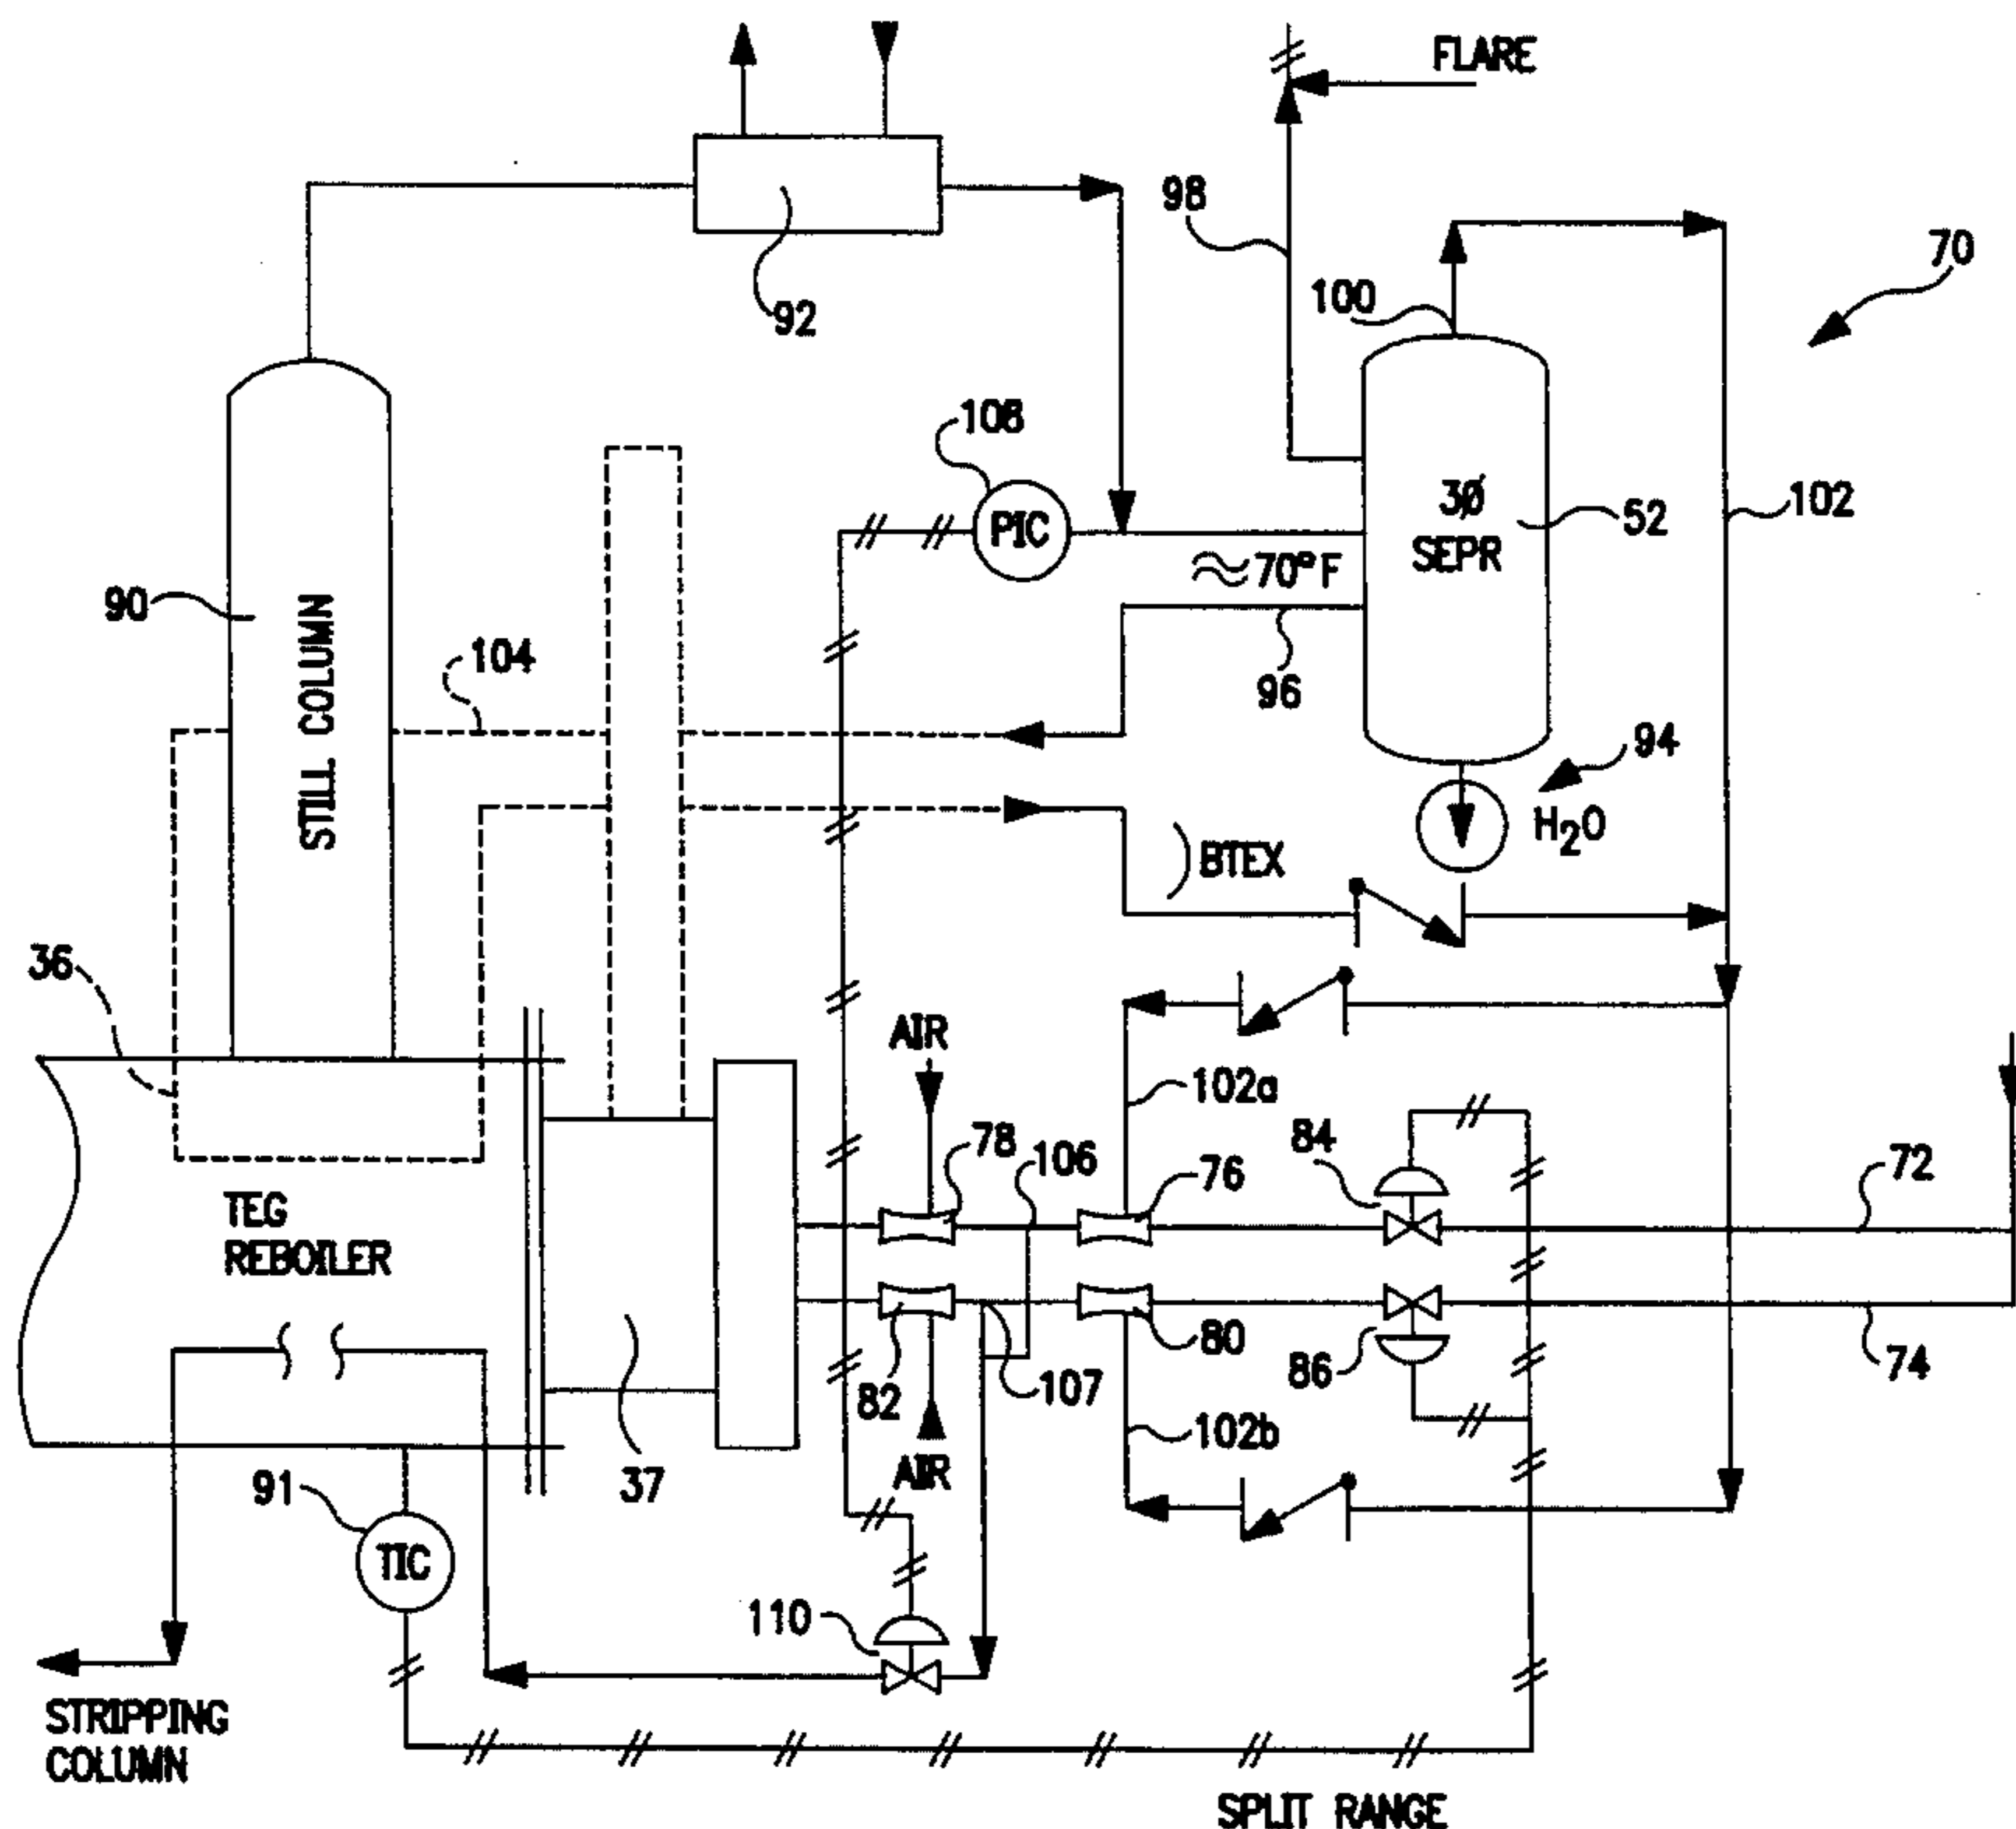 FLARE
98
70
100
92
108
PIC
30̸
SEPR
52
102
≈70°F
90
STILL COLUMN
104
96
94
H2O
BTEX
36
AIR
102a
78
106
84
76
72
TEG
REBOILER
82
107
80
86
74
102b
AIR
37
91
TIC
110
STRIPPING
COLUMN
SPLIT RANGE